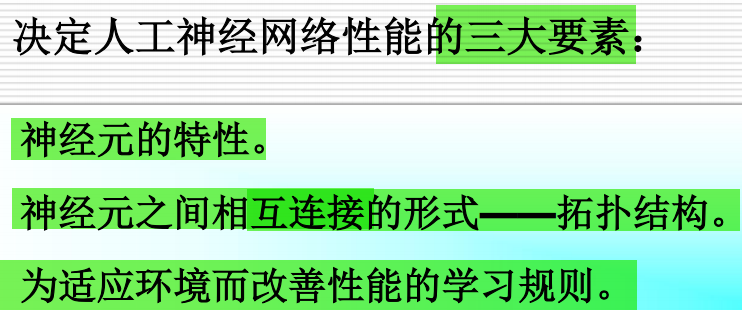 决定人工神经网络性能的三大要素：
神经元的特性。
神经元之间相互连接的形式——拓扑结构。
为适应环境而改善性能的学习规则。